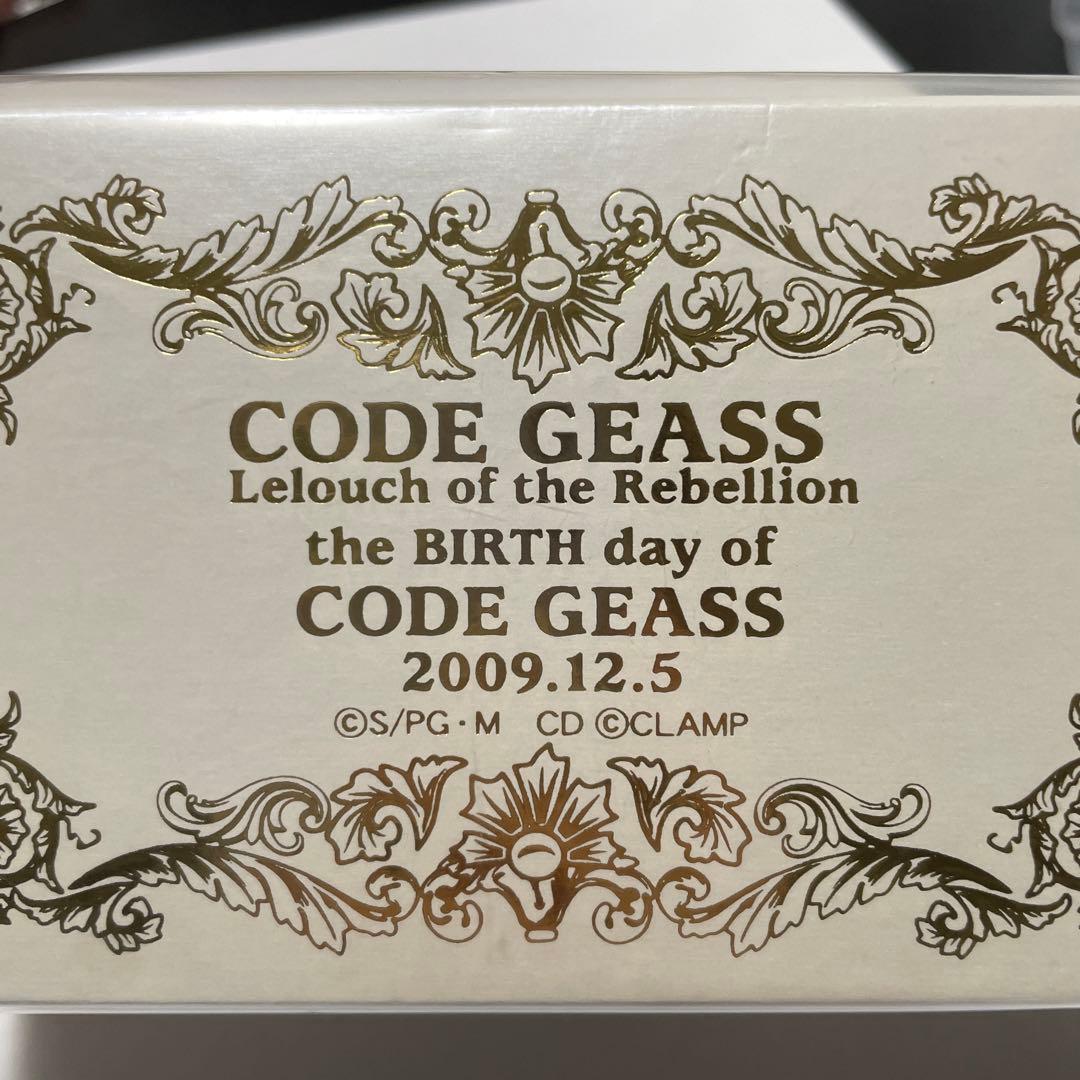 CODE GEASS
Lelouch of the Rebellion
the BIRTH day of
CODE GEASS
2009.12.5
©S/PG・M CD ©CLAMP